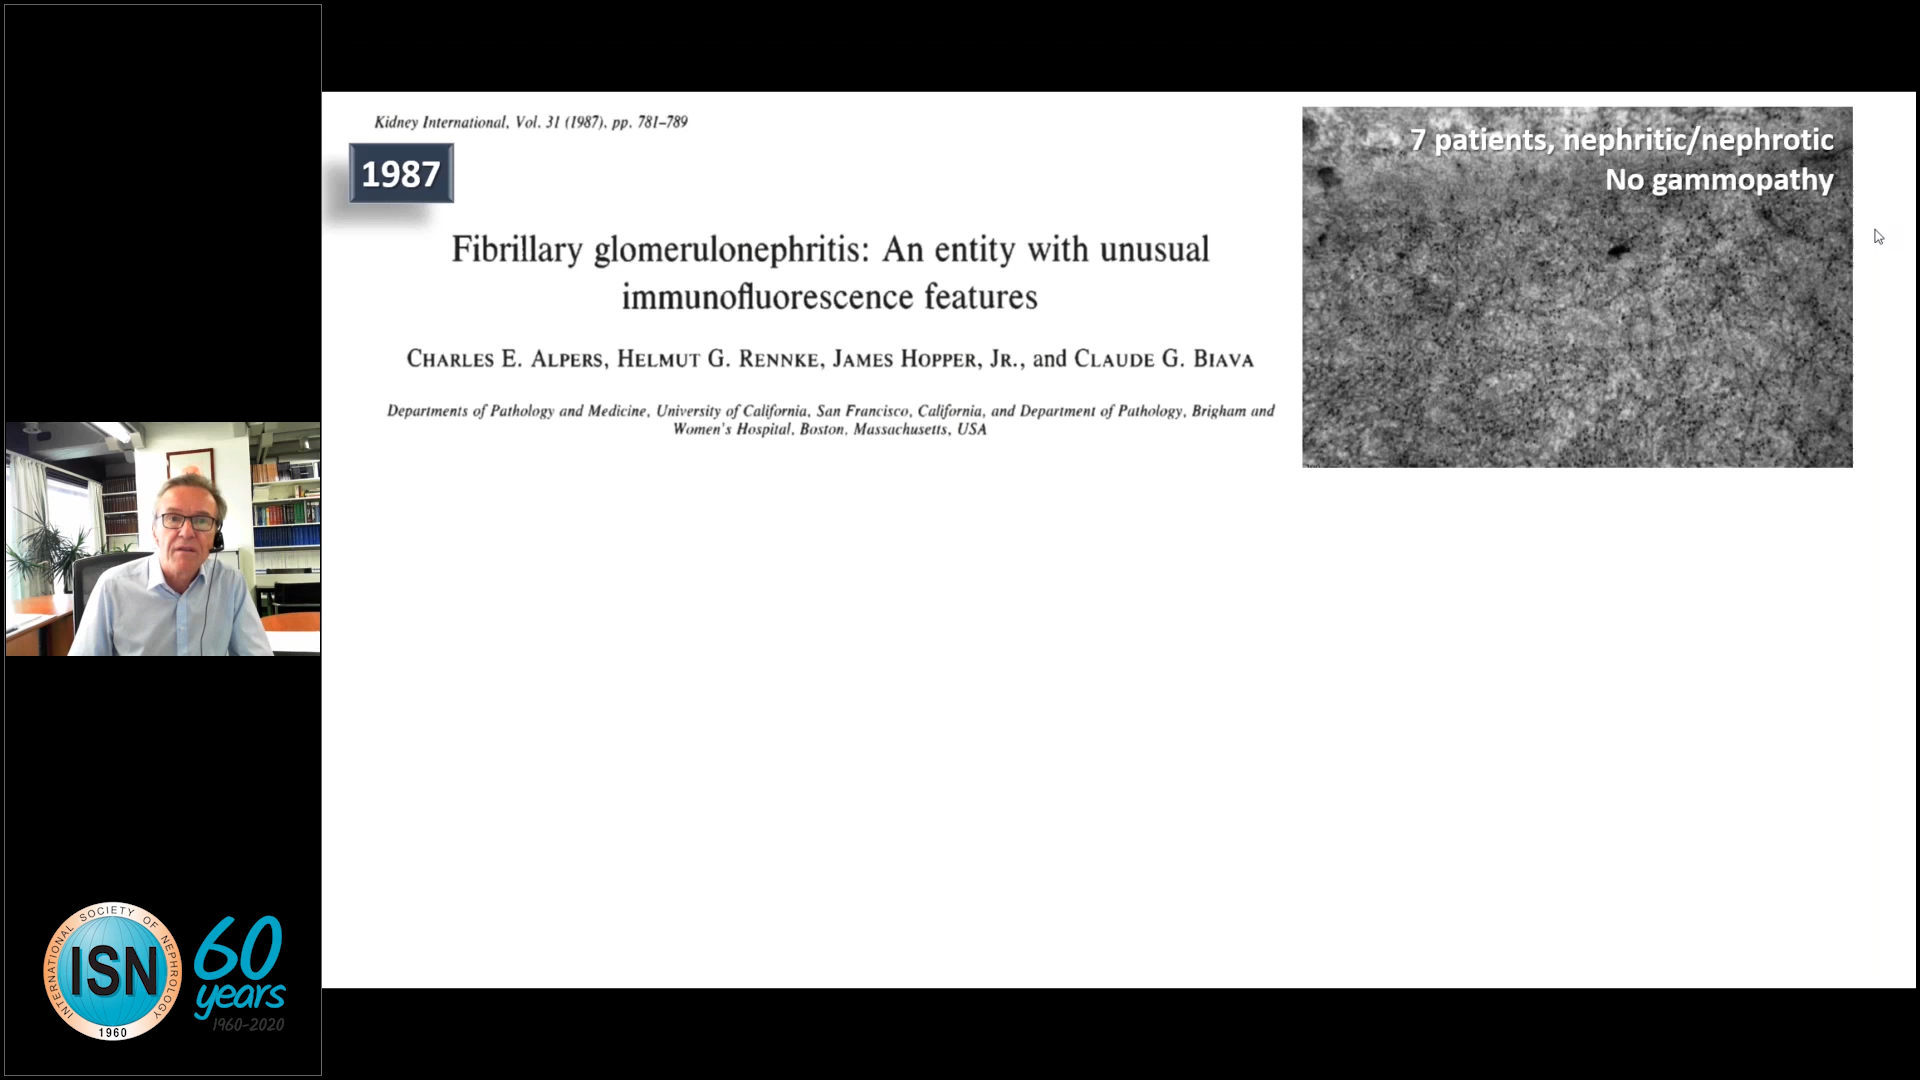 Kidney International, Vol. 31 (1987), pp. 781–789
1987
Fibrillary glomerulonephritis: An entity with unusual
immunofluorescence features
CHARLES E. ALPERS, HELMUT G. RENNKE, JAMES HOPPER, JR., and CLAUDE G. BIAVA
Departments of Pathology and Medicine, University of California, San Francisco, California, and Department of Pathology, Brigham and
Women's Hospital, Boston, Massachusetts, USA
7 patients, nephritic/nephrotic
No gammopathy
INTERNATIONAL SOCIETY OF NEPHROLOGY
ISN
1960
60
years
1960-2020